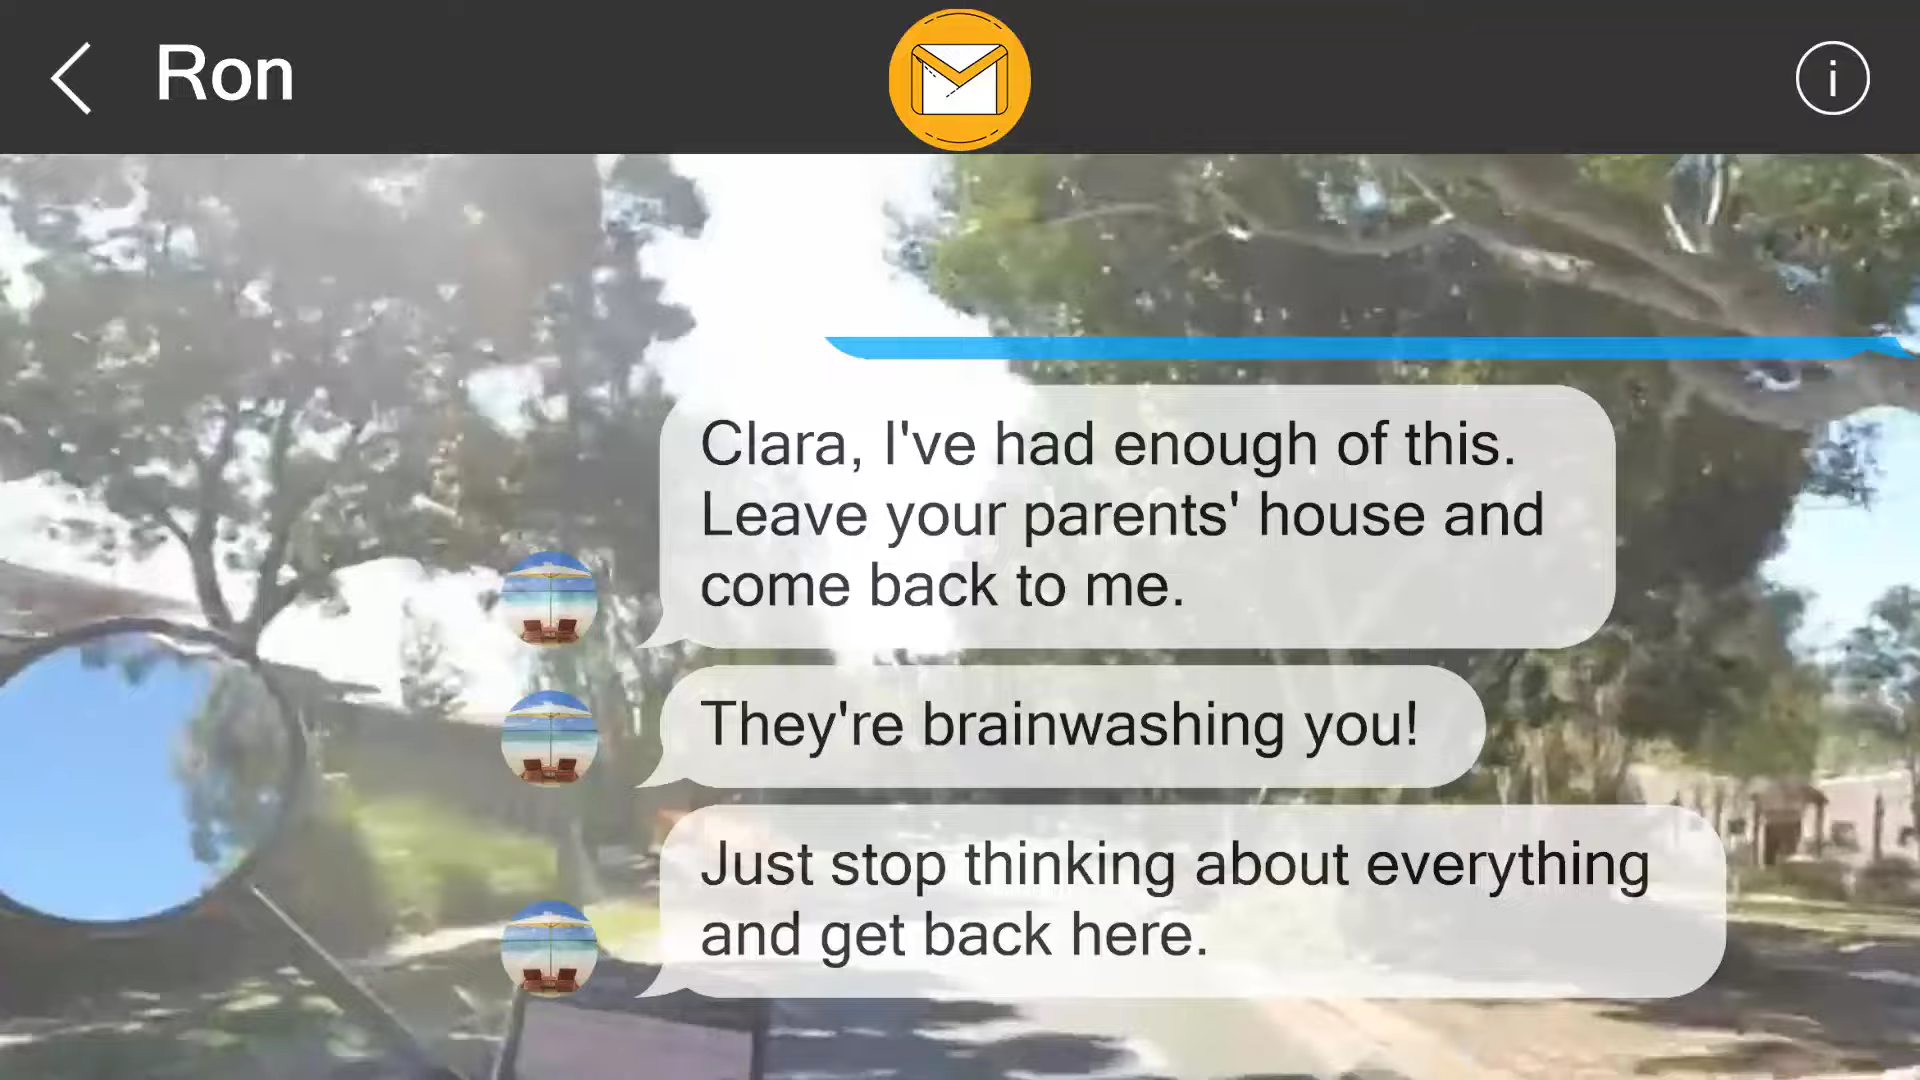 Ron
i
Clara, I've had enough of this.
Leave your parents' house and
come back to me.
They're brainwashing you!
Just stop thinking about everything
and get back here.